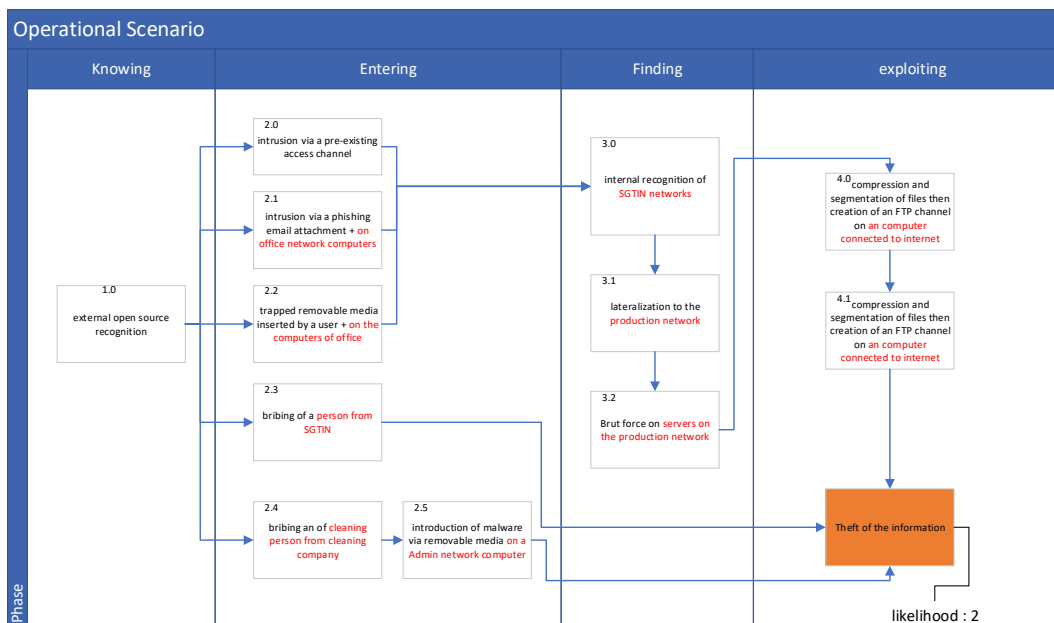 Operational Scenario
Phase
Knowing
Entering
Finding
exploiting
1.0
external open source
recognition
2.0
intrusion via a pre-existing
access channel
2.1
intrusion via a phishing
email attachment + on
office network computers
2.2
trapped removable media
inserted by a user + on the
computers of office
2.3
bribing of a person from
SGTIN
2.4
bribing an of cleaning
person from cleaning
company
2.5
introduction of malware
via removable media on a
Admin network computer
3.0
internal recognition of
SGTIN networks
3.1
lateralization to the
production network
3.2
Brut force on servers on
the production network
4.0
compression and
segmentation of files then
creation of an FTP channel
on an computer
connected to internet
4.1
compression and
segmentation of files then
creation of an FTP channel
on an computer
connected to internet
Theft of the information
likelihood : 2